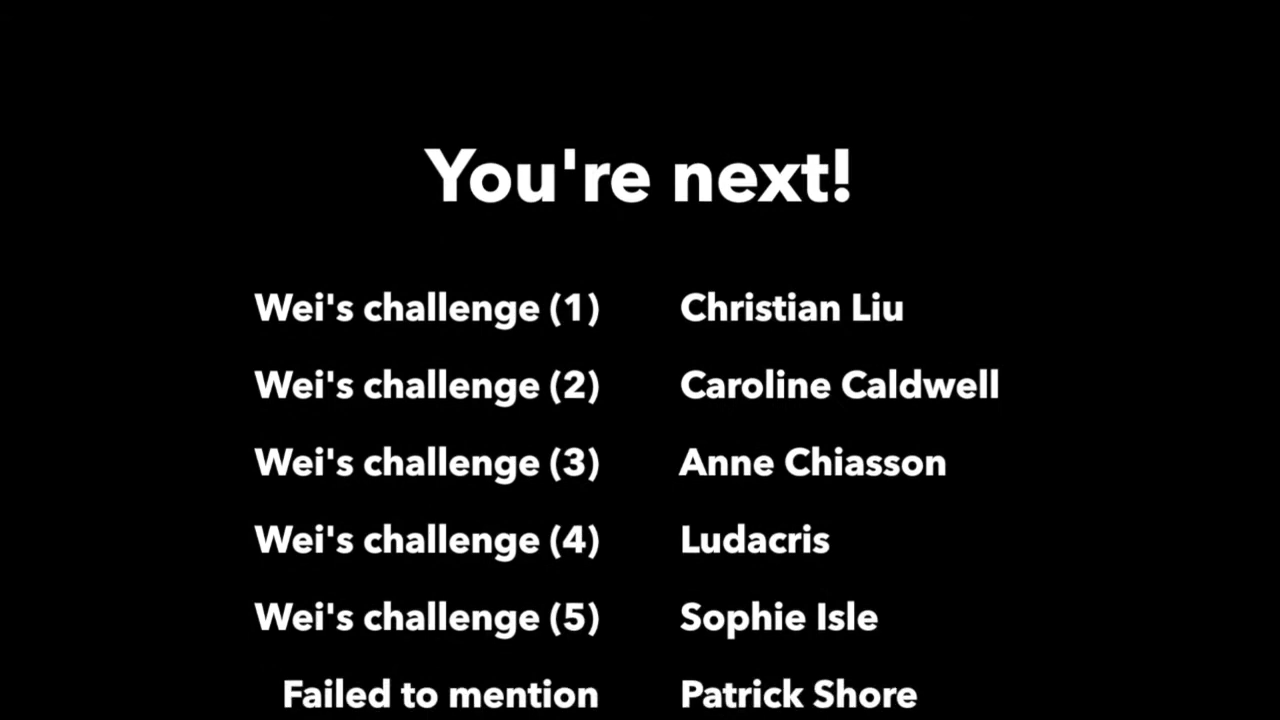 You're next!
Wei's challenge (1) Christian Liu
Wei's challenge (2) Caroline Caldwell
Wei's challenge (3) Anne Chiasson
Wei's challenge (4) Ludacris
Wei's challenge (5) Sophie Isle
Failed to mention Patrick Shore